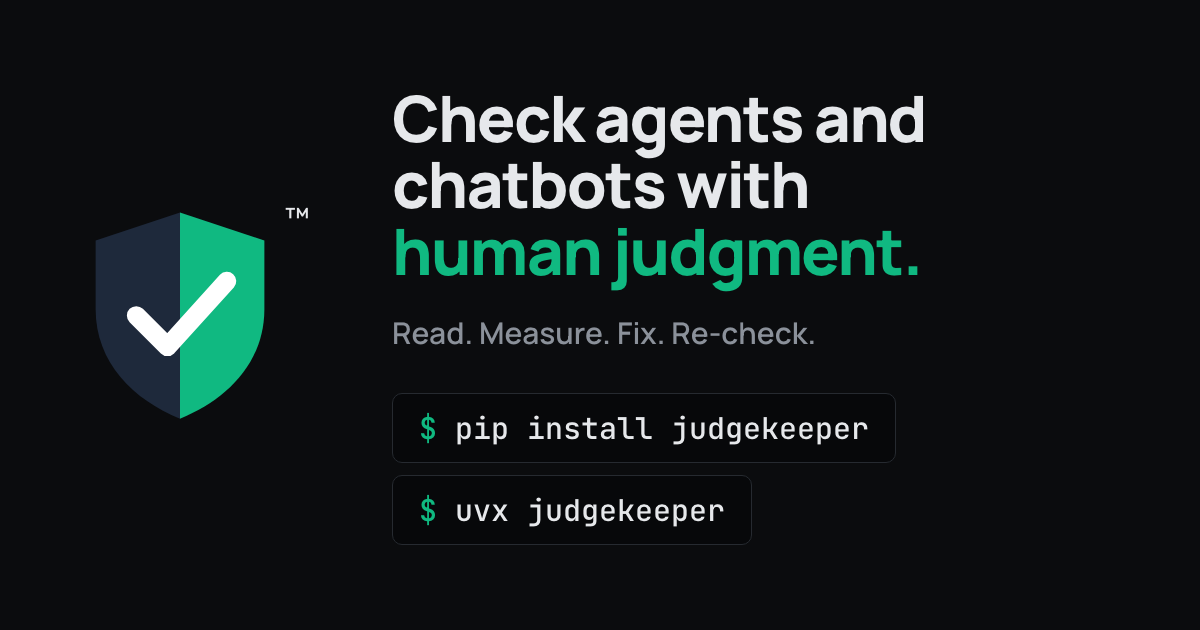 TM
Check agents and
chatbots with
human judgment.
Read. Measure. Fix. Re-check.
$ pip install judgekeeper
$ uvx judgekeeper